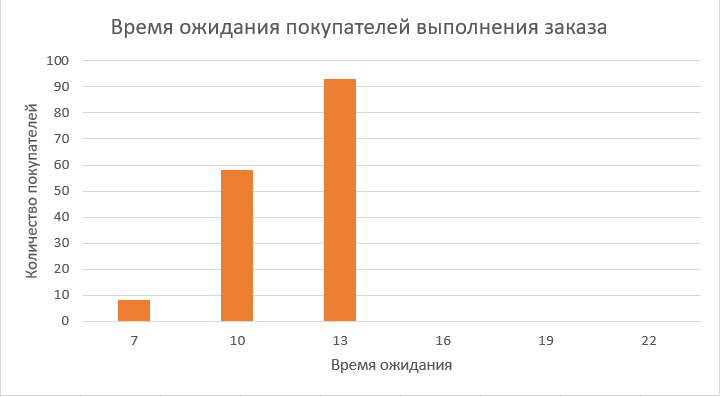 Время ожидания покупателей выполнения заказа
Количество покупателей
100
90
80
70
60
50
40
30
20
10
0
7 10 13 16 19 22
Время ожидания